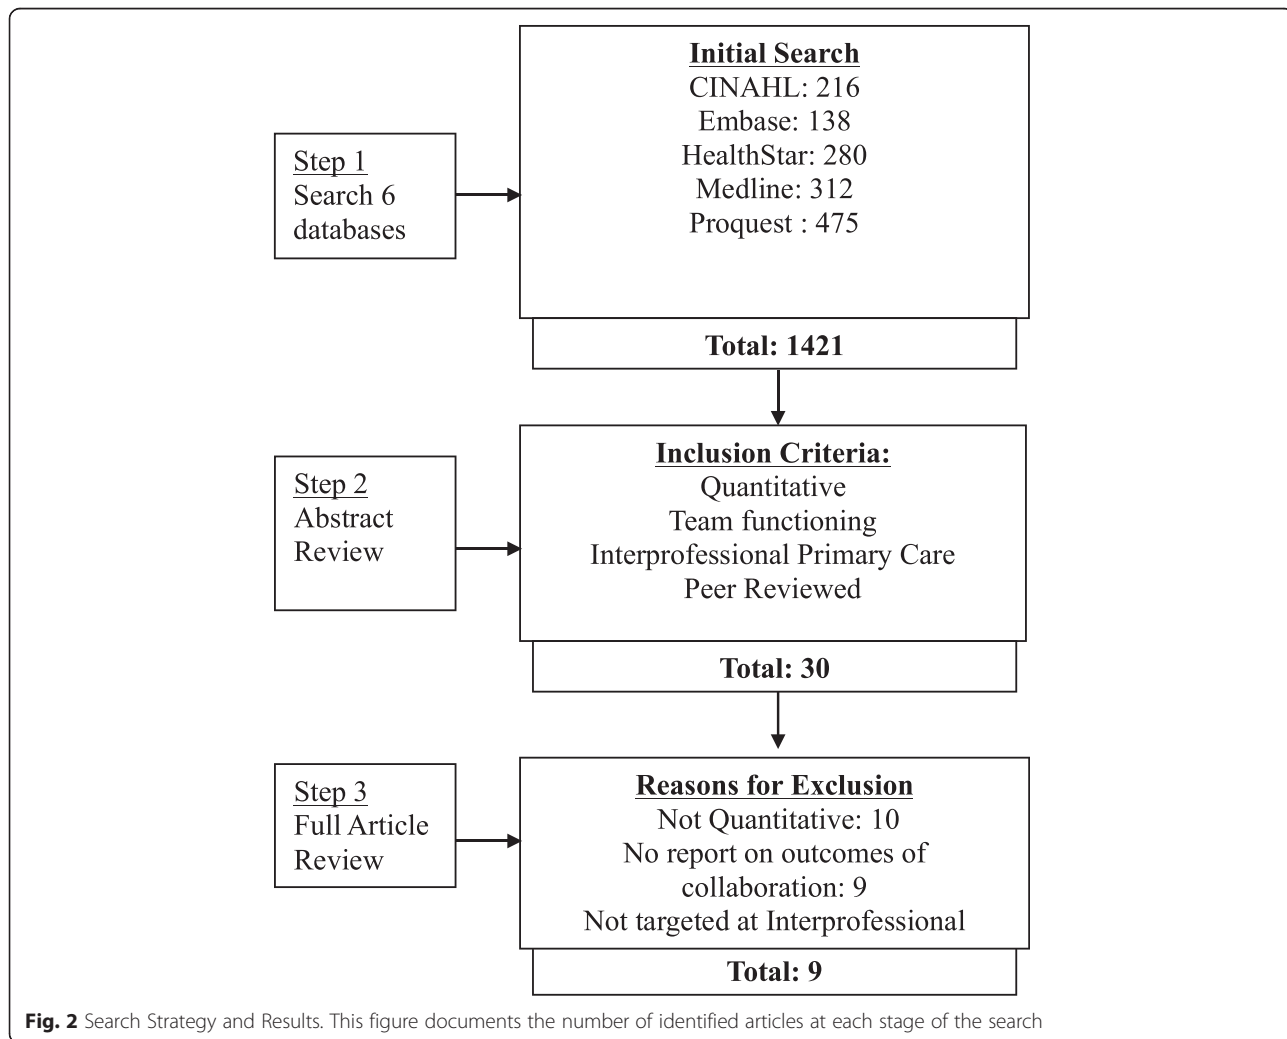 Initial Search
CINAHL: 216
Embase: 138
HealthStar: 280
Medline: 312
Proquest : 475
Step 1
Search 6
databases
Total: 1421
Inclusion Criteria:
Quantitative
Team functioning
Interprofessional Primary Care
Peer Reviewed
Step 2
Abstract
Review
Total: 30
Reasons for Exclusion
Not Quantitative: 10
No report on outcomes of
collaboration: 9
Not targeted at Interprofessional
Step 3
Full Article
Review
Total: 9
Fig. 2 Search Strategy and Results. This figure documents the number of identified articles at each stage of the search